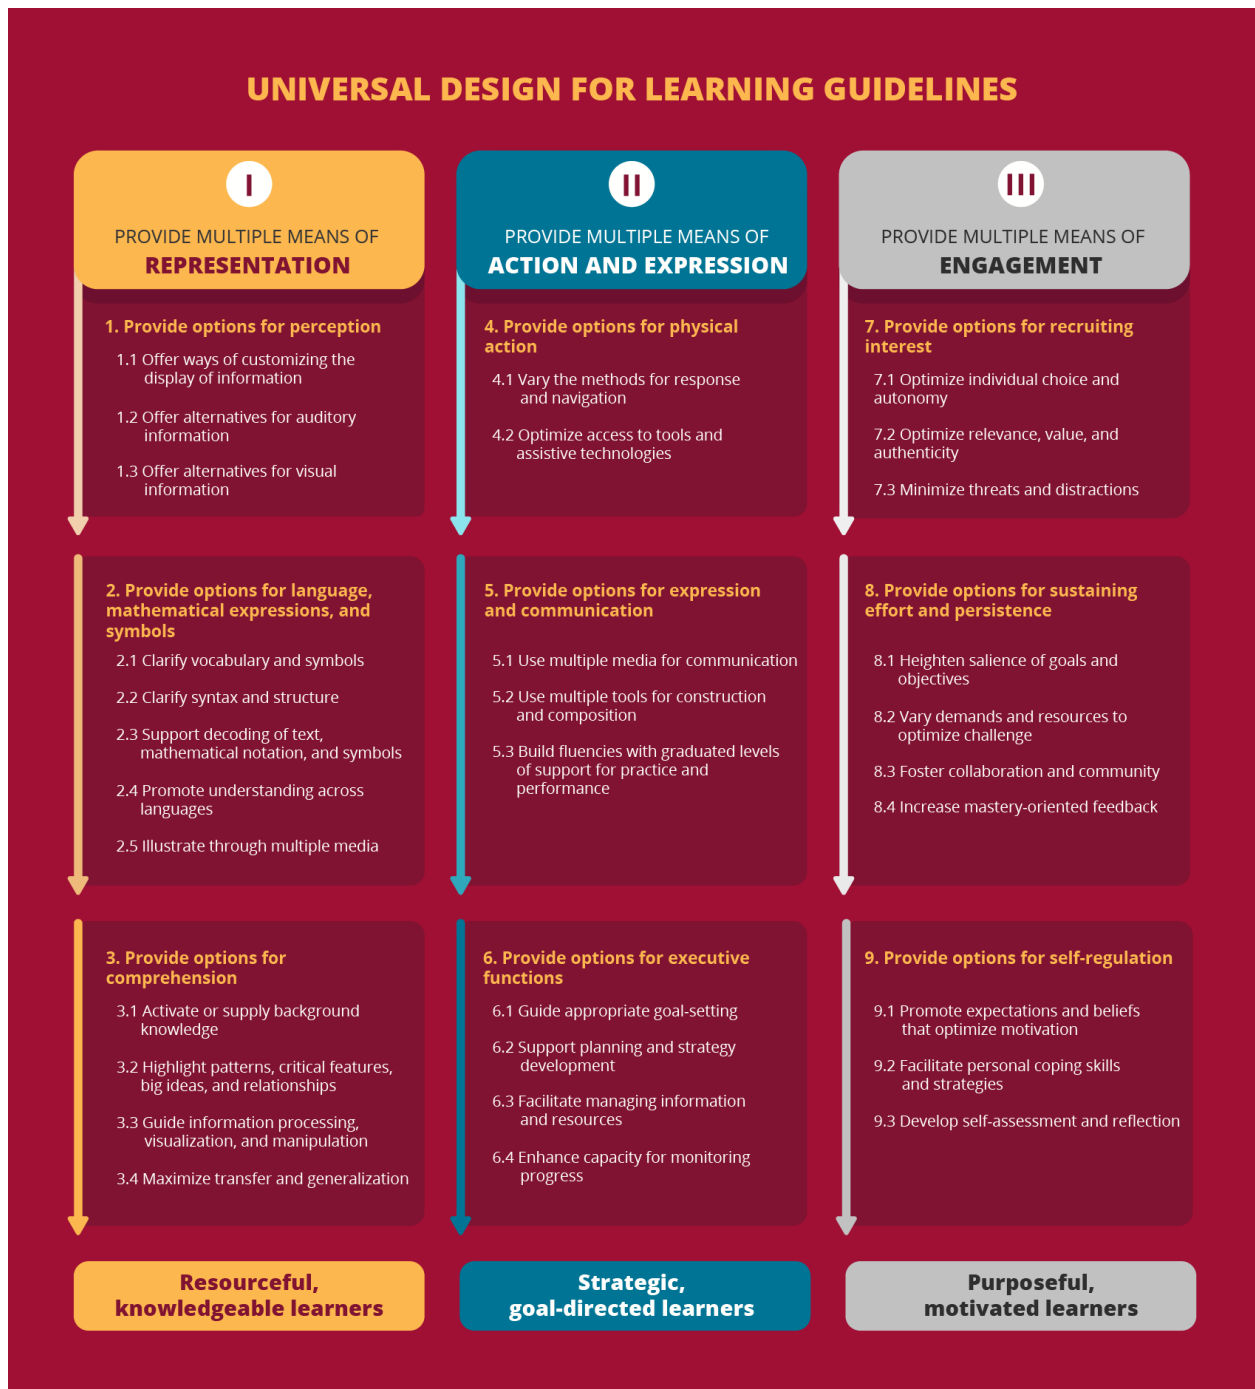 UNIVERSAL DESIGN FOR LEARNING GUIDELINES
I
PROVIDE MULTIPLE MEANS OF
REPRESENTATION
1. Provide options for perception
1.1 Offer ways of customizing the
display of information
1.2 Offer alternatives for auditory
information
1.3 Offer alternatives for visual
information
2. Provide options for language,
mathematical expressions, and
symbols
2.1 Clarify vocabulary and symbols
2.2 Clarify syntax and structure
2.3 Support decoding of text,
mathematical notation, and symbols
2.4 Promote understanding across
languages
2.5 Illustrate through multiple media
3. Provide options for
comprehension
3.1 Activate or supply background
knowledge
3.2 Highlight patterns, critical features,
big ideas, and relationships
3.3 Guide information processing,
visualization, and manipulation
3.4 Maximize transfer and generalization
Resourceful,
knowledgeable learners
II
PROVIDE MULTIPLE MEANS OF
ACTION AND EXPRESSION
4. Provide options for physical
action
4.1 Vary the methods for response
and navigation
4.2 Optimize access to tools and
assistive technologies
5. Provide options for expression
and communication
5.1 Use multiple media for communication
5.2 Use multiple tools for construction
and composition
5.3 Build fluencies with graduated levels
of support for practice and
performance
6. Provide options for executive
functions
6.1 Guide appropriate goal-setting
6.2 Support planning and strategy
development
6.3 Facilitate managing information
and resources
6.4 Enhance capacity for monitoring
progress
Strategic,
goal-directed learners
III
PROVIDE MULTIPLE MEANS OF
ENGAGEMENT
7. Provide options for recruiting
interest
7.1 Optimize individual choice and
autonomy
7.2 Optimize relevance, value, and
authenticity
7.3 Minimize threats and distractions
8. Provide options for sustaining
effort and persistence
8.1 Heighten salience of goals and
objectives
8.2 Vary demands and resources to
optimize challenge
8.3 Foster collaboration and community
8.4 Increase mastery-oriented feedback
9. Provide options for self-regulation
9.1 Promote expectations and beliefs
that optimize motivation
9.2 Facilitate personal coping skills
and strategies
9.3 Develop self-assessment and reflection
Purposeful,
motivated learners